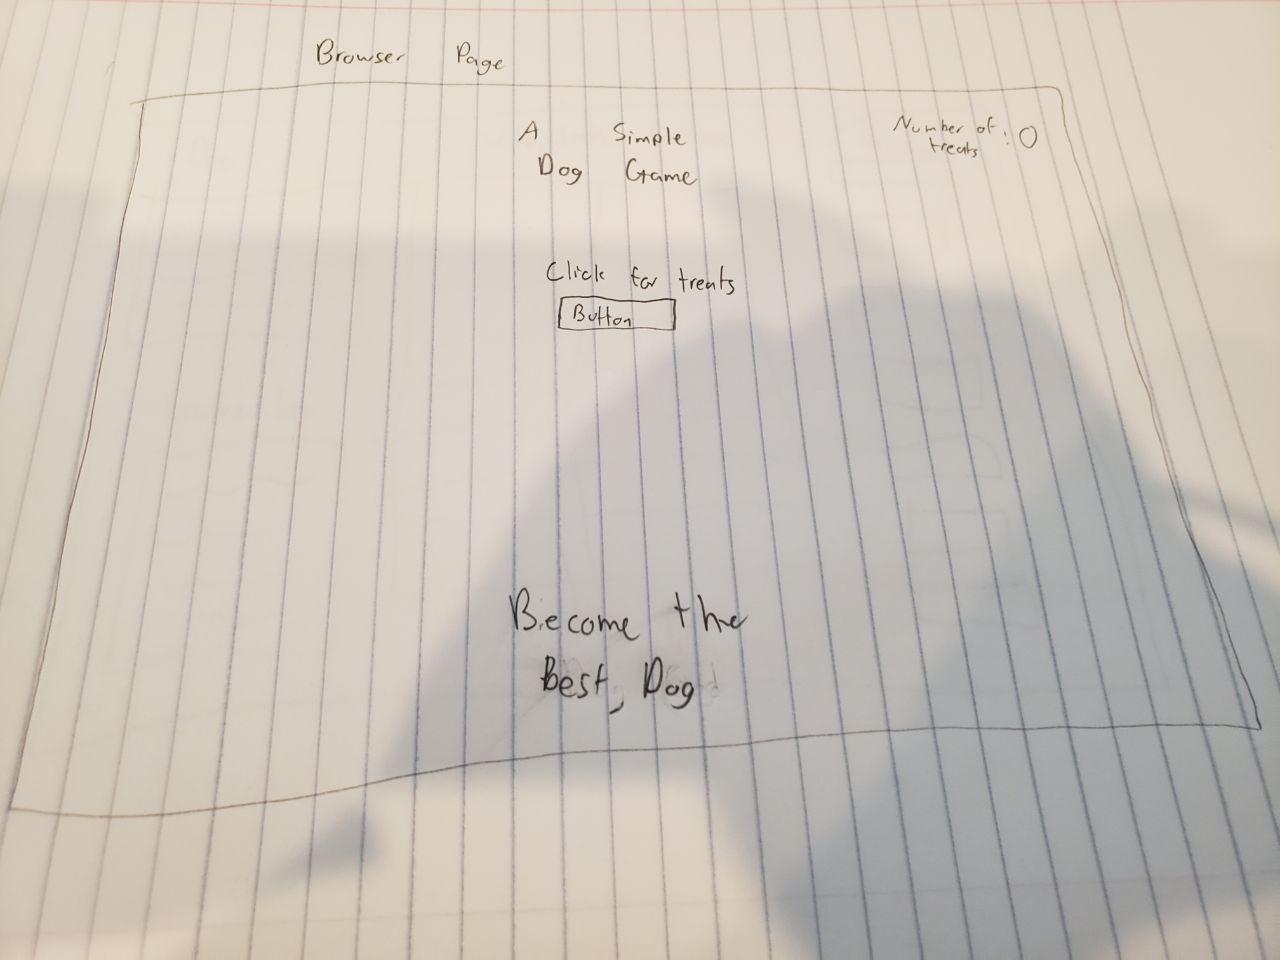 Browser Page
A Simple
Dog Game
Number of : 0
treats
Click for treats
Button
Become the
Best, Dog